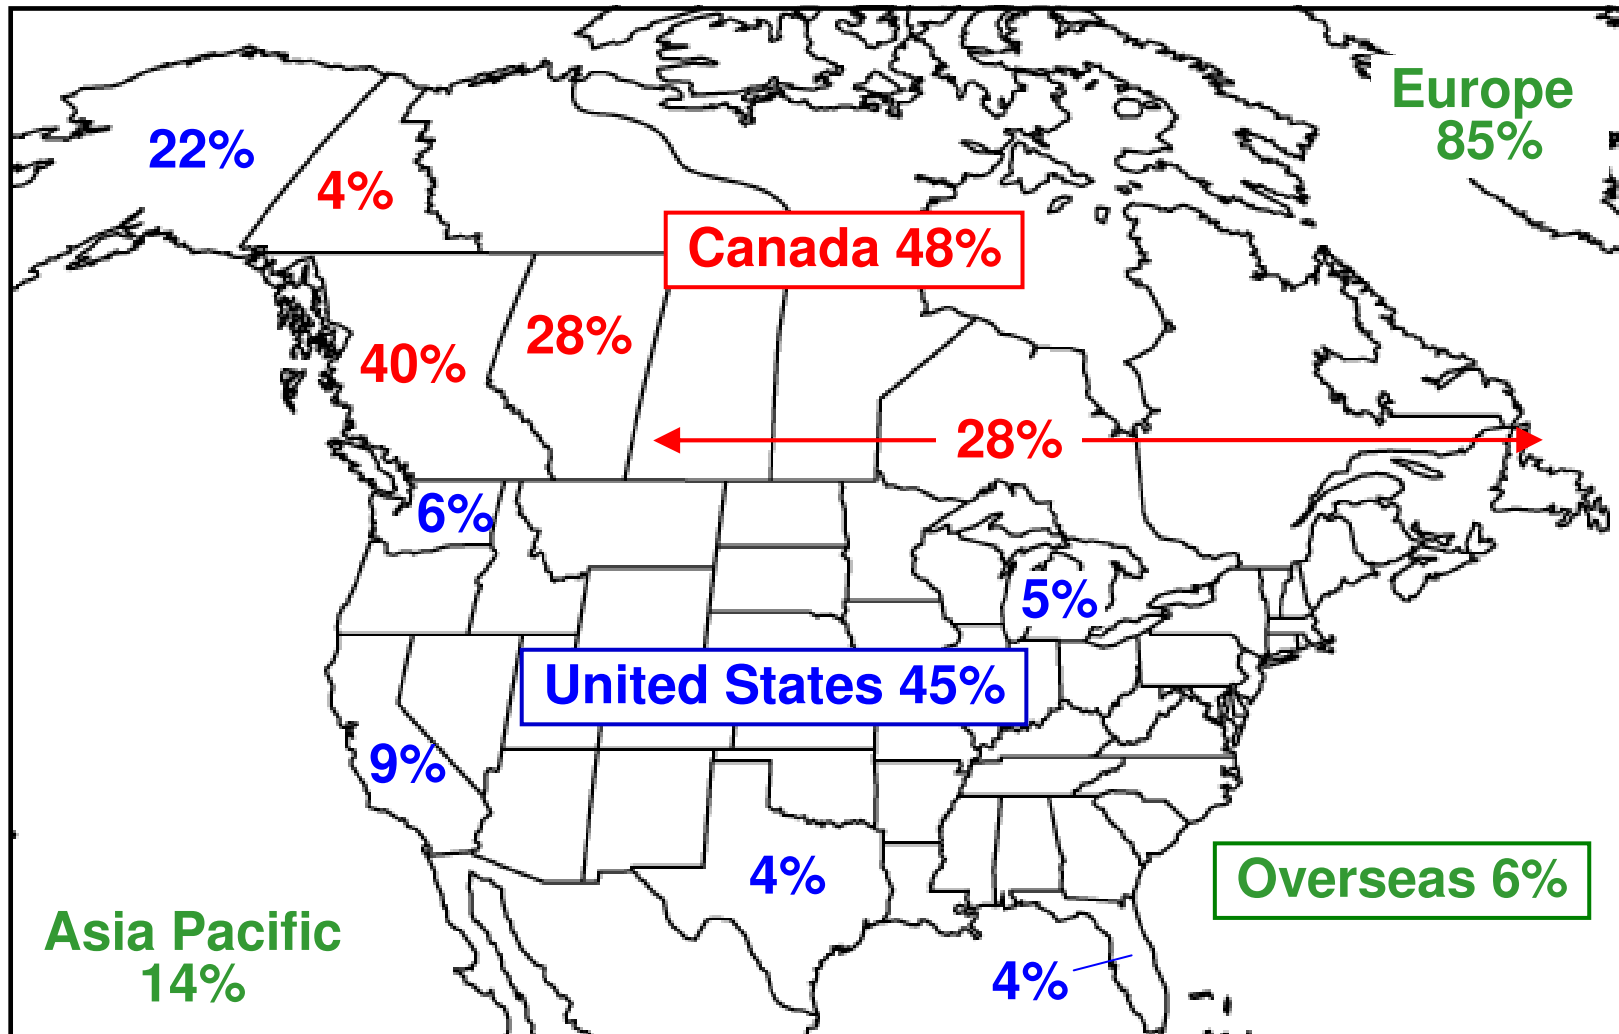 Europe
85%
22%
4%
Canada 48%
28%
40%
28%
6%
5%
United States 45%
9%
4%
Overseas 6%
Asia Pacific
14%
4%